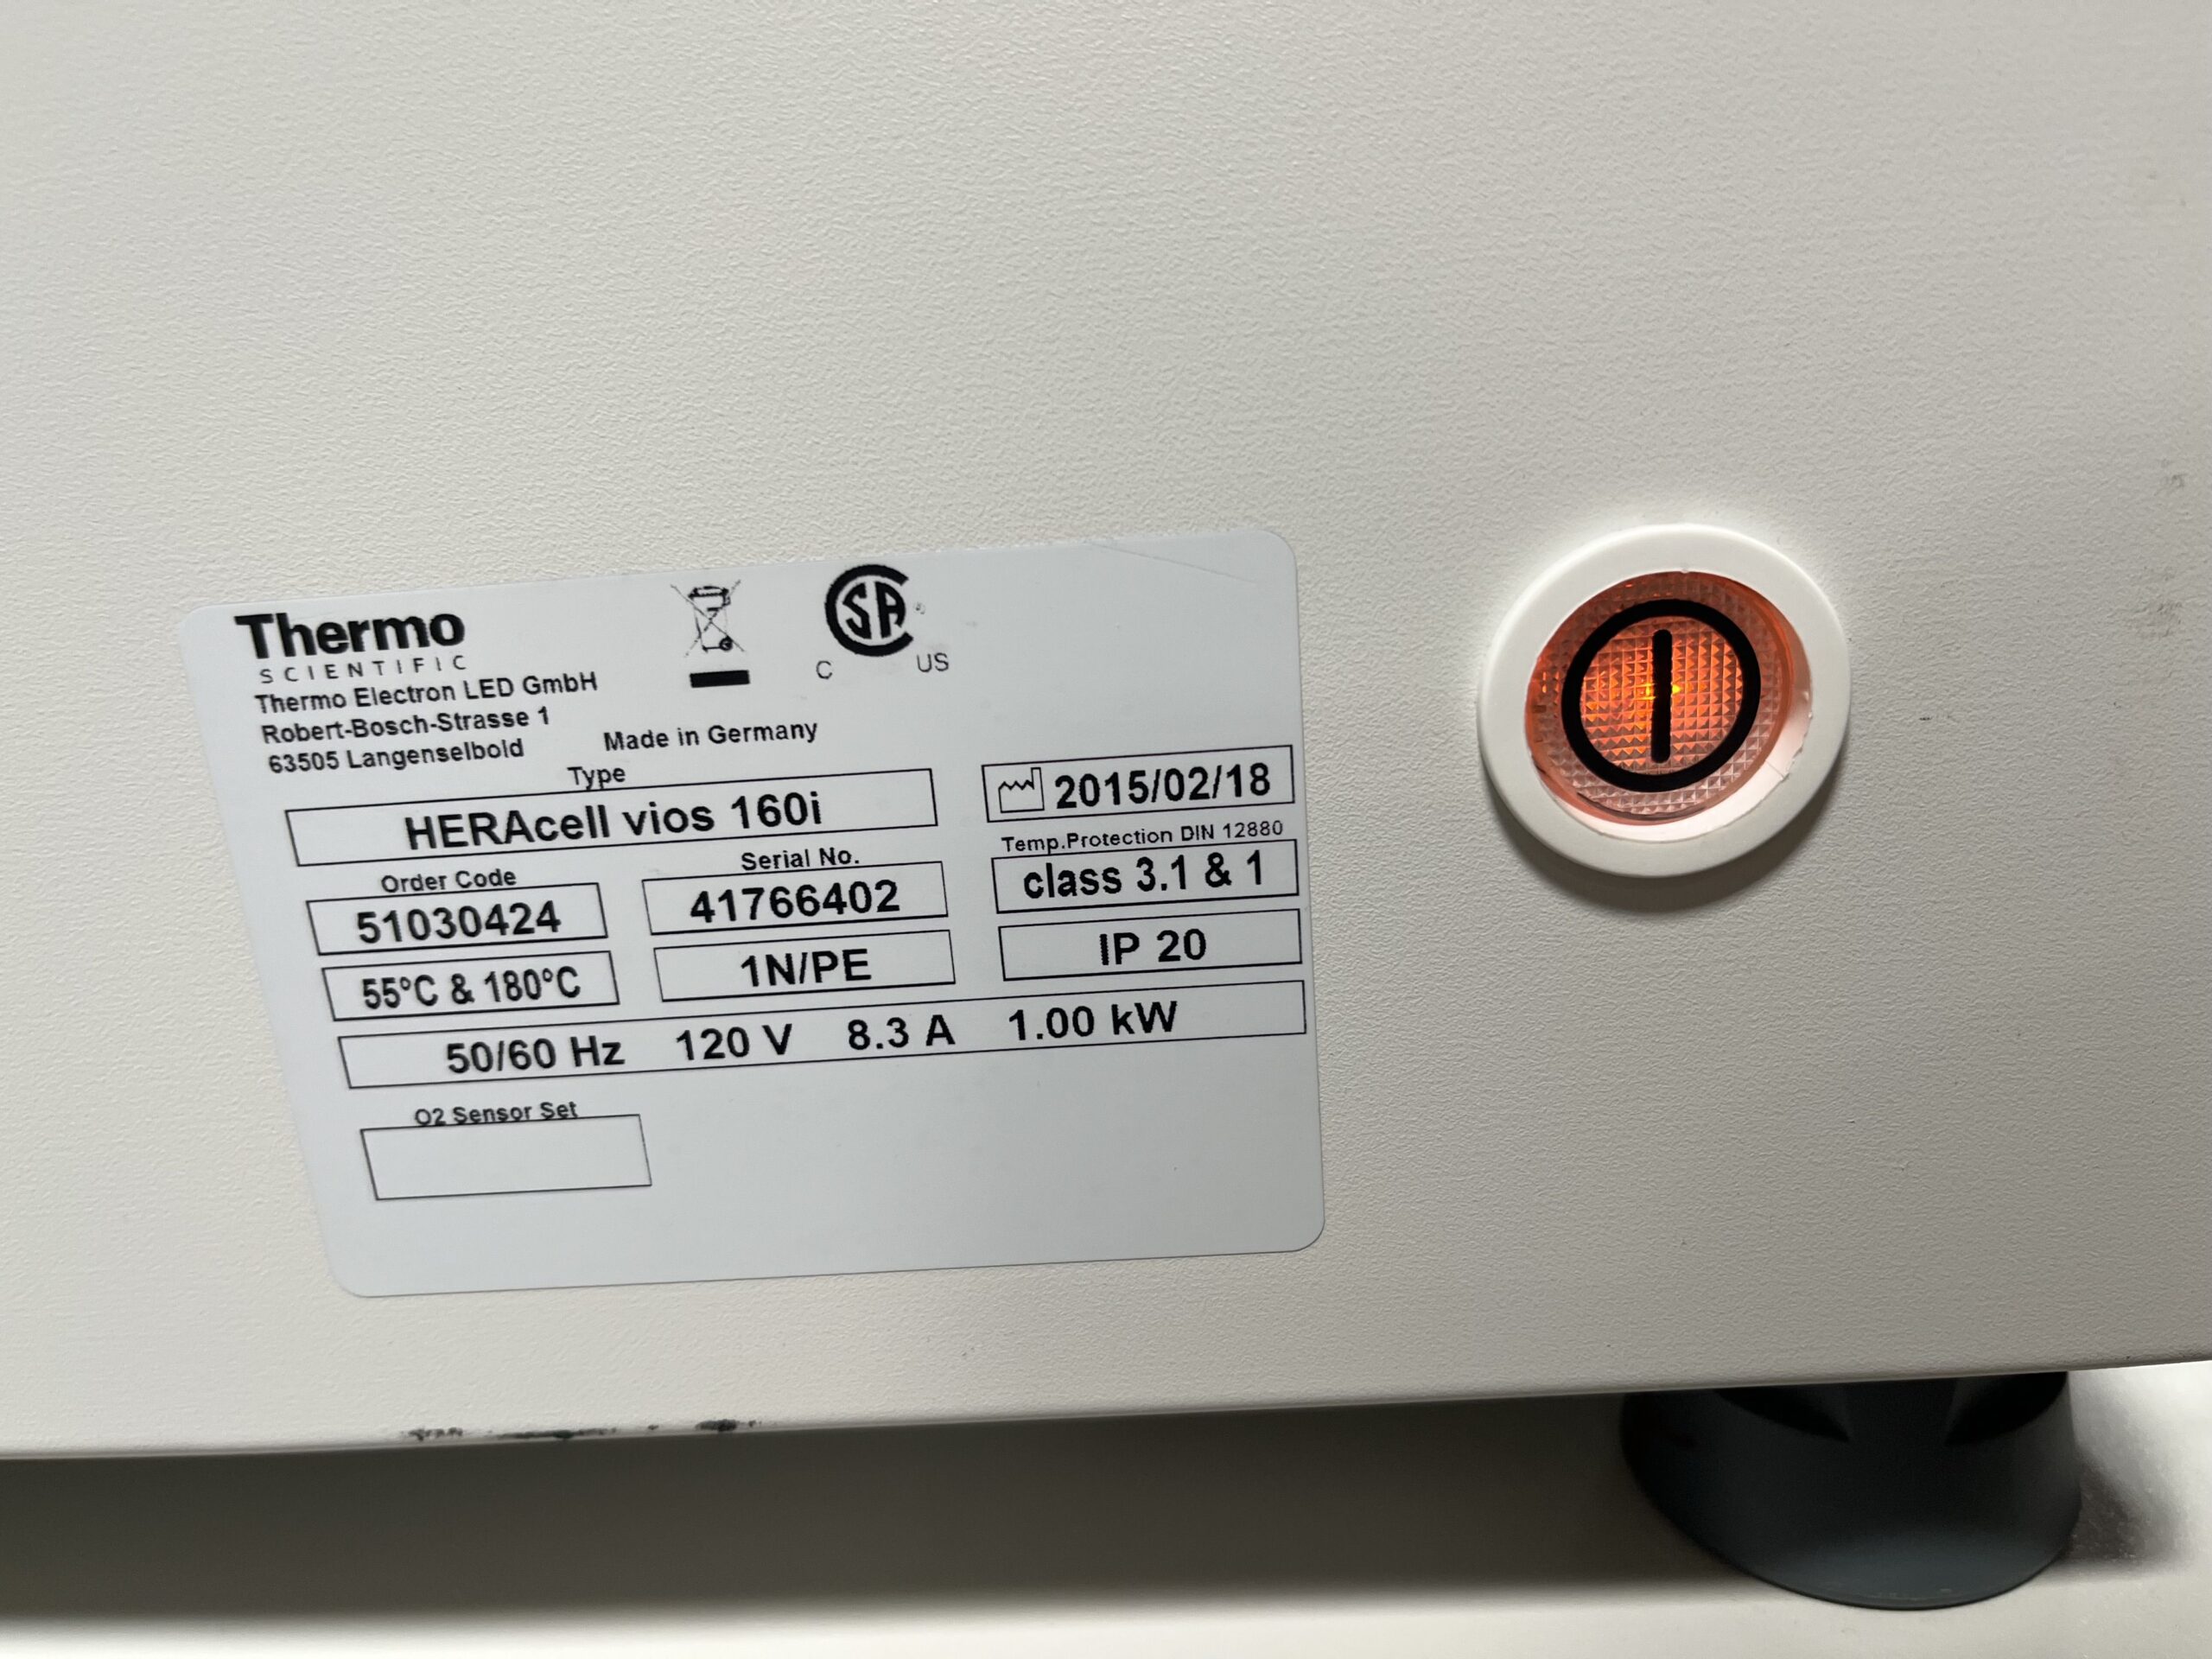 Thermo
SCIENTIFIC
Thermo Electron LED GmbH
Robert-Bosch-Strasse 1
63505 Langenselbold
Made in Germany
SA
C US
Type
HERAcell vios 160i
2015/02/18
Order Code
51030424
Serial No.
41766402
Temp.Protection DIN 12880
class 3.1 & 1
55°C & 180°C
1N/PE
IP 20
50/60 Hz 120 V 8.3 A 1.00 kW
O2 Sensor Set